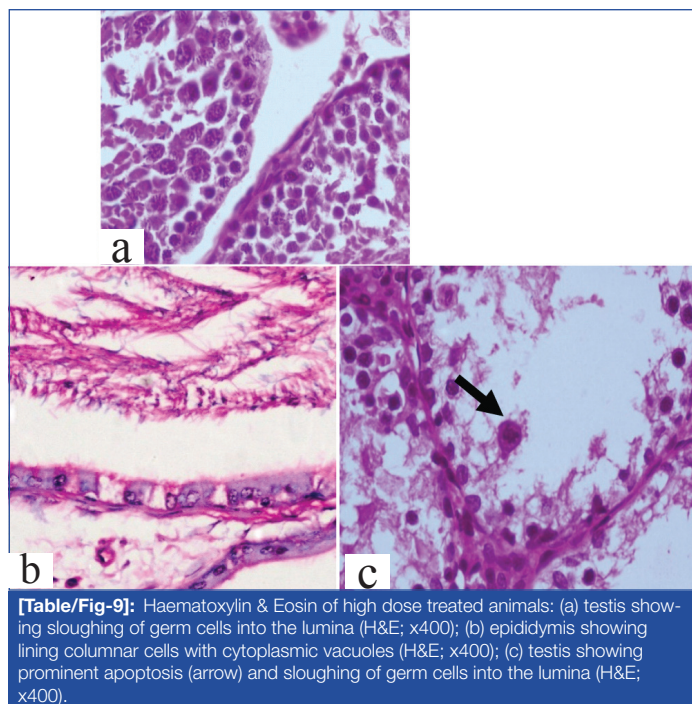 a
b
c
[Table/Fig-9]: Haematoxylin & Eosin of high dose treated animals: (a) testis show-
ing sloughing of germ cells into the lumina (H&E; x400); (b) epididymis showing
lining columnar cells with cytoplasmic vacuoles (H&E; x400); (c) testis showing
prominent apoptosis (arrow) and sloughing of germ cells into the lumina (H&E;
x400).